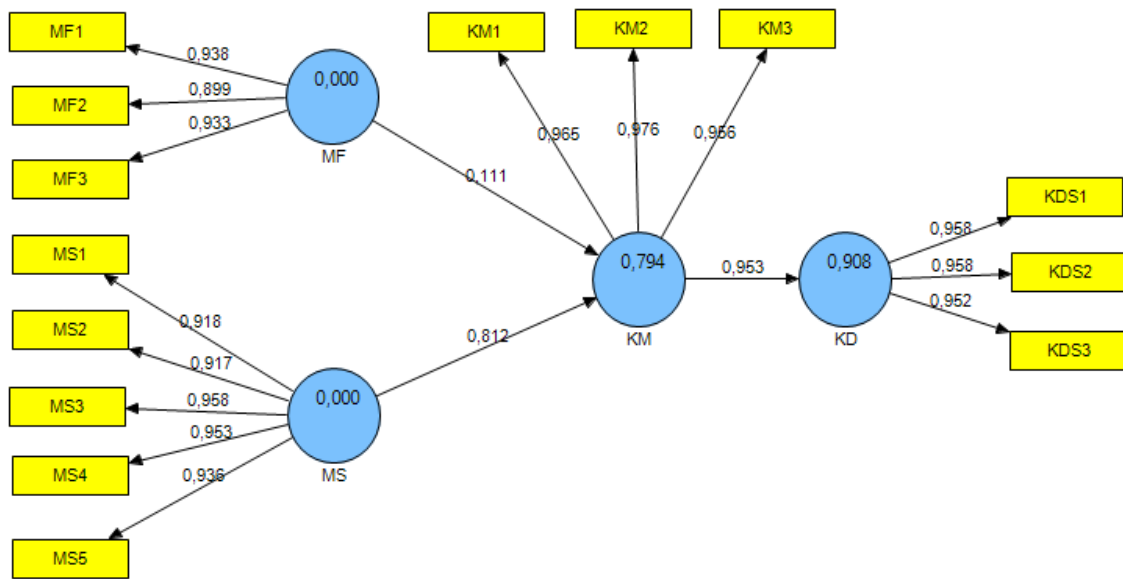 MF1
MF2
MF3
0,938
0,899
0,933
0,000
MF
KM1
KM2
KM3
0,965
0,976
0,956
0,111
MS1
MS2
MS3
MS4
MS5
0,918
0,917
0,958
0,953
0,936
0,000
MS
0,812
0,794
KM
0,953
0,908
KD
0,958
0,958
0,952
KDS1
KDS2
KDS3